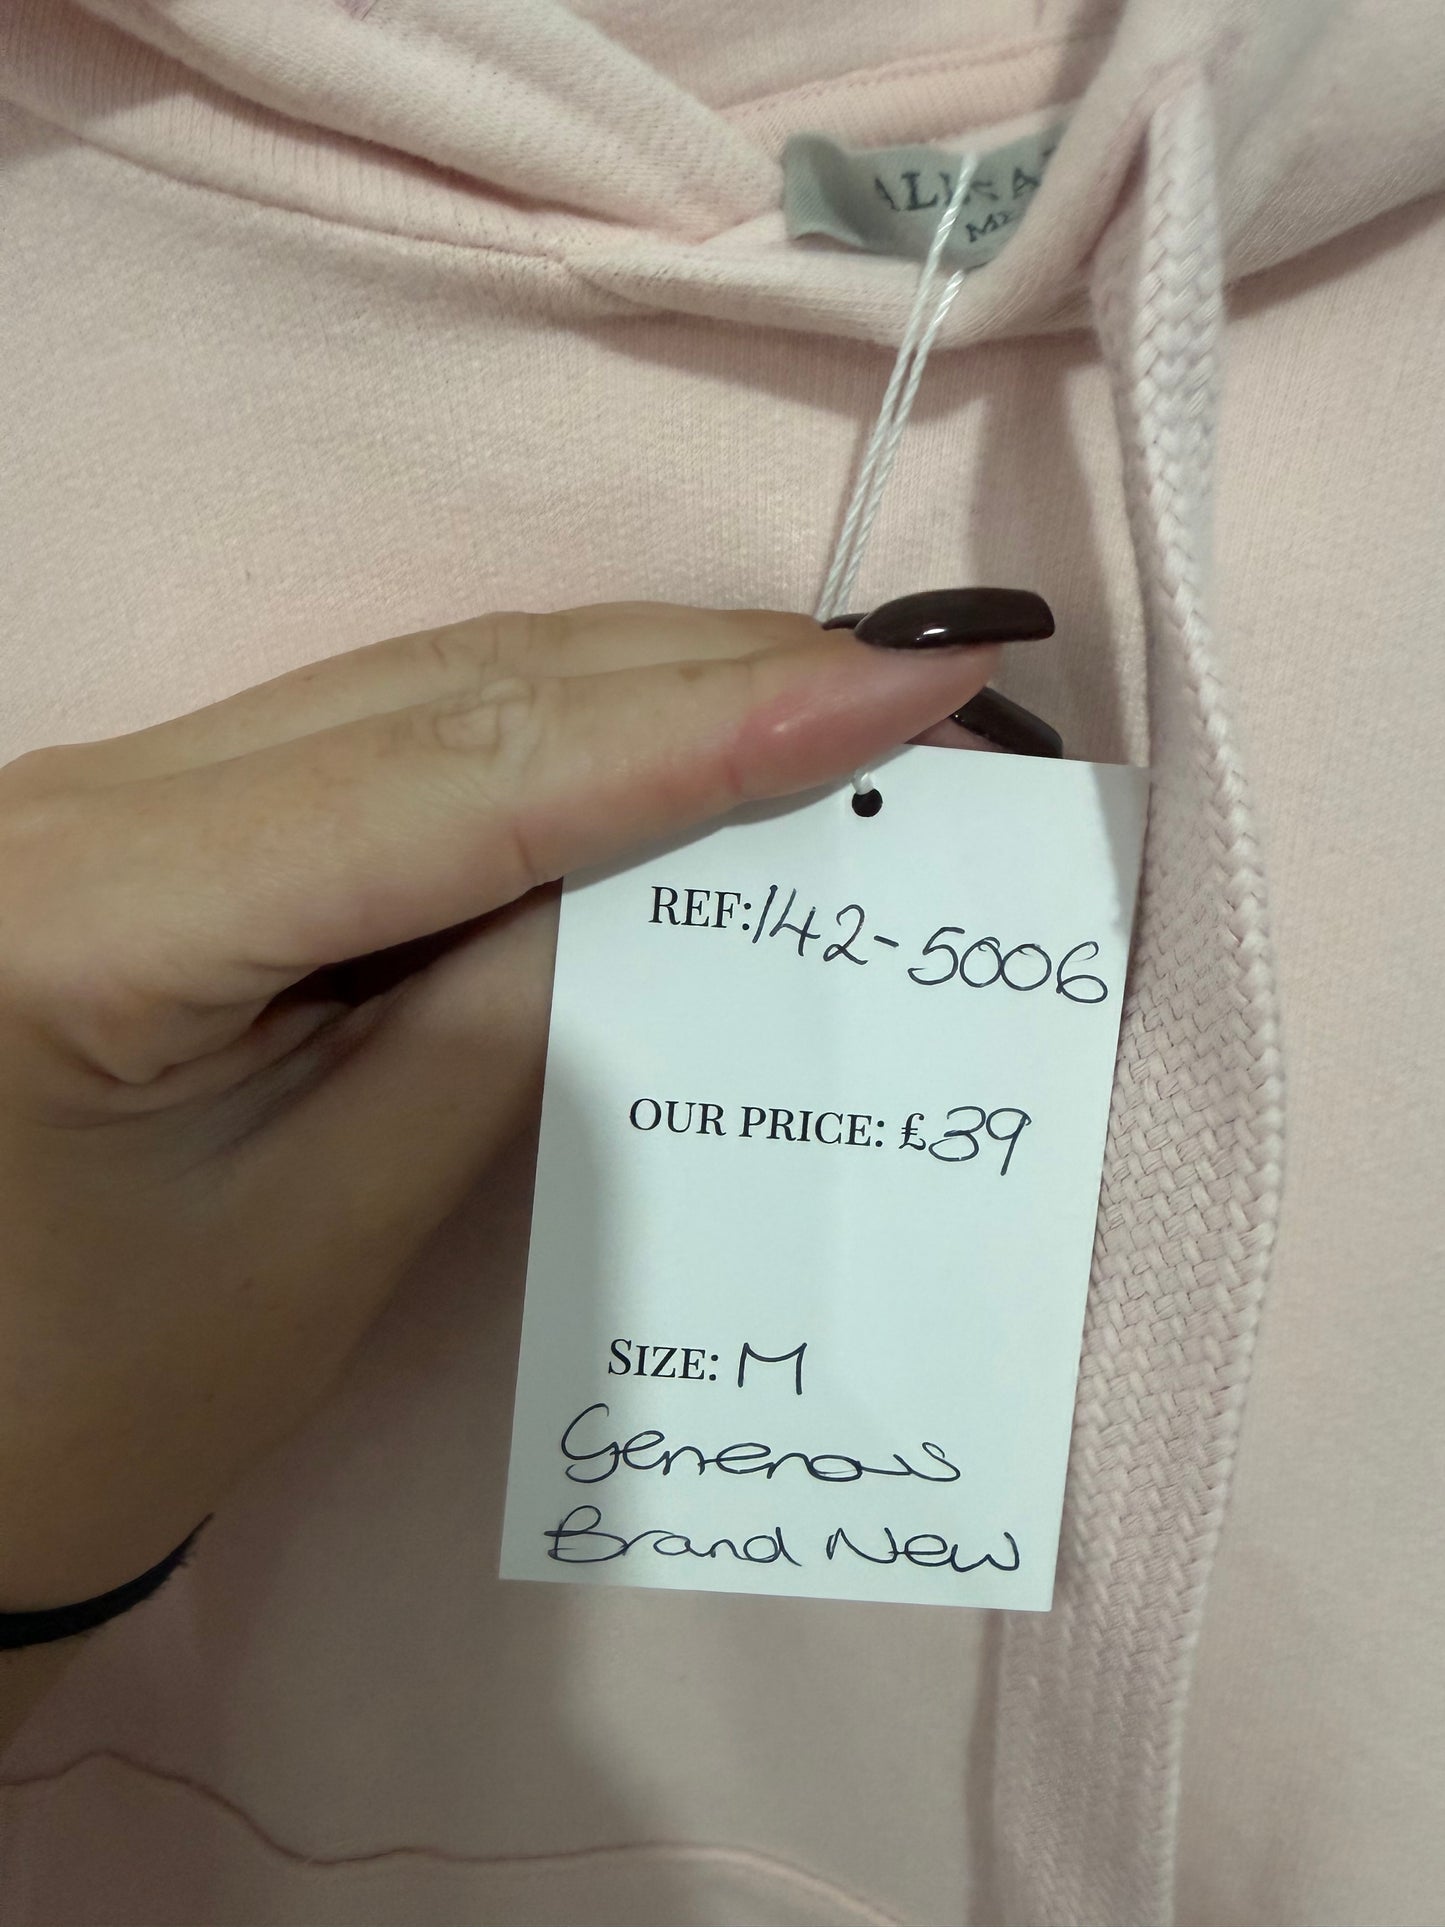 REF: 142-5006
OUR PRICE: £39
SIZE: M
Generous
Brand New